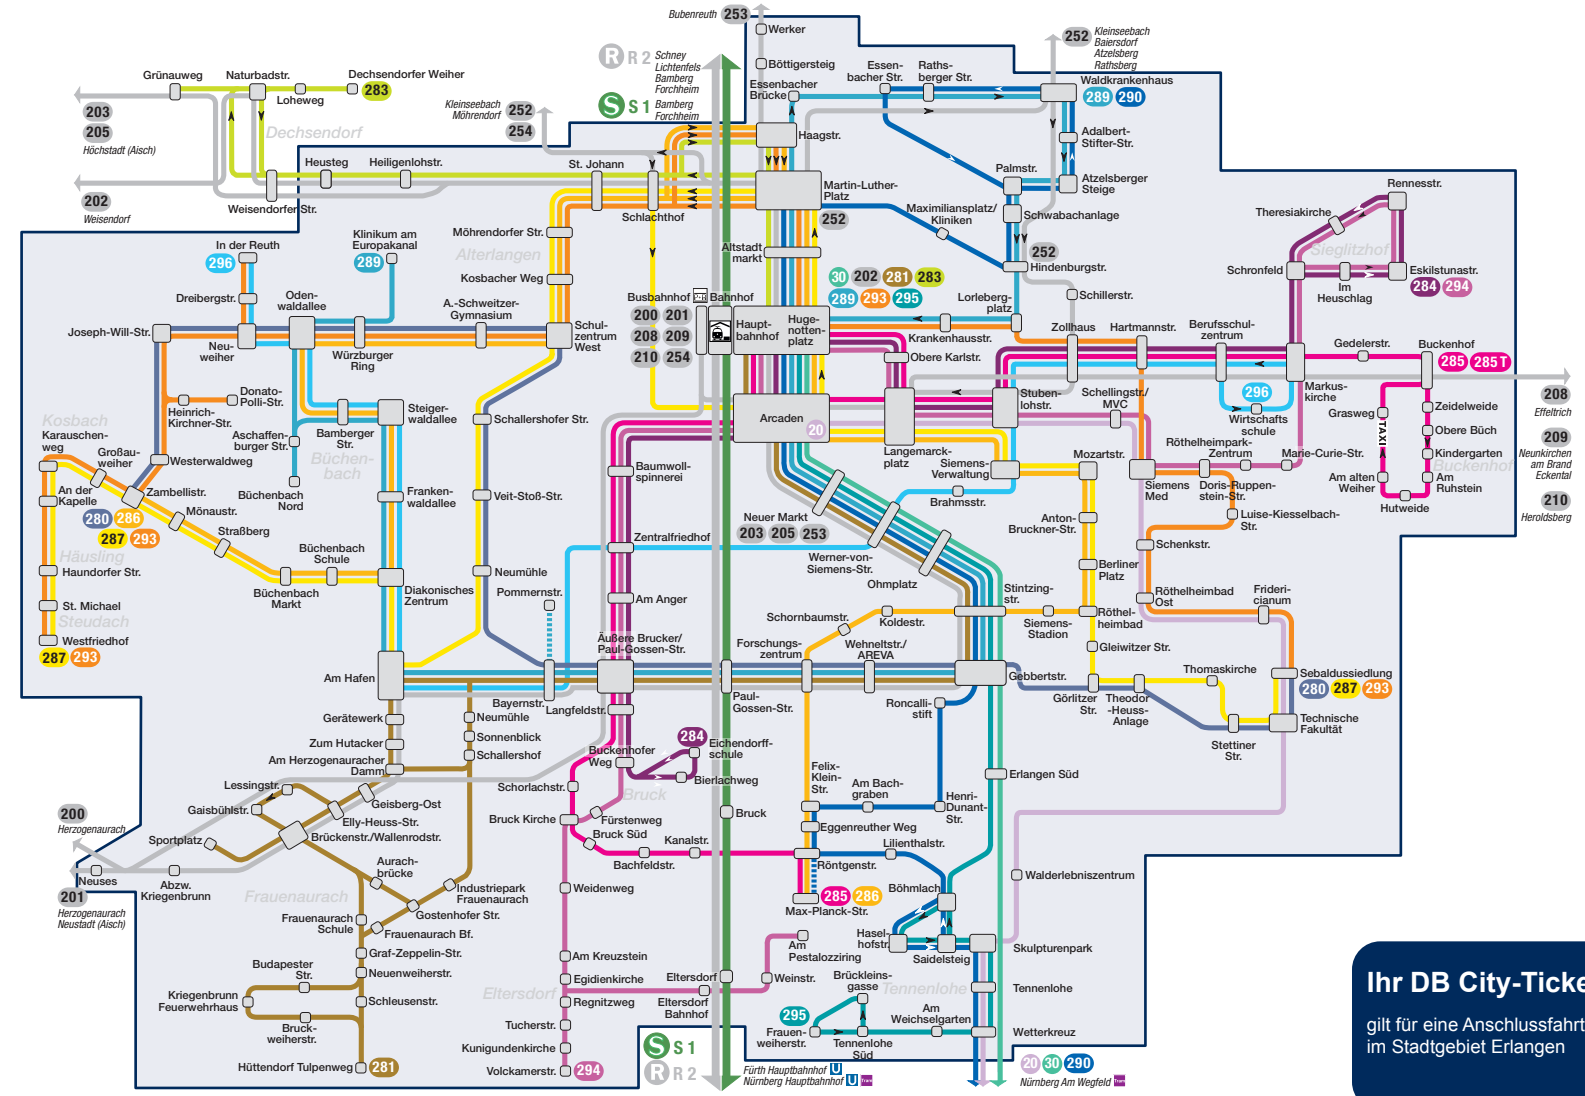 Bubenreuth 253
Werker
Böttigersteig
Essenbacher
Brücke
Essen-
bacher Str.
Raths-
berger Str.
252
Kleinseebach
Baiersdorf
Atzelsberg
Rathsberg
Waldkrankenhaus
289 290
R R 2
Schney
Lichtenfels
Bamberg
Forchheim
S S 1
Bamberg
Forchheim
Grünauweg
Naturbadstr.
Loheweg
Dechsendorfer Weiher
283
203
205
Höchstadt (Aisch)
Dechsendorf
Kleinseebach
Möhrendorf
252
254
202
Weisendorf
Weisendorfer Str.
Heusteg
Heiligenlohstr.
St. Johann
Schlachthof
Haagstr.
Martin-Luther-
Platz
252
Adalbert-
Stifter-Str.
Atzelsberger
Steige
Palmstr.
Schwabachanlage
Maximiliansplatz/
Kliniken
252
Hindenburgstr.
Rennesstr.
Theresiakirche
Sieglitzhof
Schronfeld
Im
Heuschlag
Eskilstunastr.
284 294
In der Reuth
296
Klinikum am
Europakanal
289
Möhrendorfer Str.
Alterlangen
Kosbacher Weg
Altstadt
markt
Dreibergstr.
Oden-
waldallee
A.-Schweitzer-
Gymnasium
Joseph-Will-Str.
Neu-
weiher
Würzburger
Ring
Schul-
zentrum
West
Busbahnhof
Bahnhof
200 201
208 209
210 254
Haupt-
bahnhof
Huge-
notten-
platz
30 202 281 283
289 293 295
Lorleberg-
platz
Schillerstr.
Krankenhausstr.
Obere Karlstr.
Zollhaus
Hartmannstr.
Berufsschul-
zentrum
Gedelerstr.
Buckenhof
285 285T
208
Effeltrich
209
Neunkirchen
am Brand
Eckental
210
Heroldsberg
296
Wirtschafts
schule
Markus-
kirche
Grasweg
TAXI
Zeidelweide
Obere Büch
Kindergarten
Buckenhof
Am alten
Weiher
Am
Ruhstein
Hutweide
Donato-
Polli-Str.
Heinrich-
Kirchner-Str.
Kosbach
Karauschen-
weg
Großau-
weiher
Westerwaldweg
Aschaffen-
burger Str.
Bamberger
Str.
Steiger-
waldallee
Büchen-
bach
Büchenbach
Nord
Schallershofer Str.
Arcaden
20
Langemarck-
platz
Stuben-
lohstr.
Schellingstr./
MVC
Siemens-
Verwaltung
Mozartstr.
Siemens
Med
Röthelheimpark-
Zentrum
Marie-Curie-Str.
Doris-Ruppen-
stein-Str.
Luise-Kiesselbach-
Str.
An der
Kapelle
Zambellistr.
280 286
287 293
Mönaustr.
Straßberg
Häusling
Haundorfer Str.
St. Michael
Steudach
Westfriedhof
287 293
Büchenbach
Schule
Büchenbach
Markt
Franken-
waldallee
Diakonisches
Zentrum
Veit-Stoß-Str.
Neumühle
Pommernstr.
Baumwoll-
spinnerei
Zentralfriedhof
Am Anger
Neuer Markt
203 205 253
Brahmsstr.
Werner-von-
Siemens-Str.
Ohmplatz
Anton-
Bruckner-Str.
Berliner
Platz
Schenkstr.
Röthelheimbad
Ost
Frideri-
cianum
Stintzing-
str.
Siemens-
Stadion
Röthel-
heimbad
Schornbaumstr.
Koldestr.
Gleiwitzer Str.
Am Hafen
Bayernstr.
Äußere Brucker/
Paul-Gossen-Str.
Langfeldstr.
Paul-
Gossen-Str.
Forschungs-
zentrum
Wehneltstr./
AREVA
Gebbertstr.
Roncalli-
stift
Görlitzer
Str.
Theodor
-Heuss-
Anlage
Thomaskirche
Sebaldussiedlung
280 287 293
Stettiner
Str.
Technische
Fakultät
Gerätewerk
Zum Hutacker
Am Herzogenauracher
Damm
Neumühle
Sonnenblick
Schallershof
284
Eichendorff-
schule
Buckenhofer
Weg
Bierlachweg
Bruck
Schorlachstr.
Bruck Kirche
Fürstenweg
Bruck Süd
Bachfeldstr.
Kanalstr.
Bruck
Felix-
Klein-
Str.
Am Bach-
graben
Henri-
Dunant-
Str.
Erlangen Süd
Eggenreuther Weg
Lilienthalstr.
Röntgenstr.
285 286
Max-Planck-Str.
Böhmlach
Hasel-
hofstr.
Saidelsteig
Walderlebniszentrum
Skulpturenpark
Lessingstr.
Gaisbühlstr.
Sportplatz
Geisberg-Ost
Elly-Heuss-Str.
Brückenstr./Wallenrodstr.
200
Herzogenaurach
Neuses
Abzw.
Kriegenbrunn
201
Herzogenaurach
Neustadt (Aisch)
Frauenaurach
Aurach-
brücke
Industriepark
Frauenaurach
Gostenhofer Str.
Frauenaurach
Schule
Frauenaurach Bf.
Graf-Zeppelin-Str.
Neuenweiherstr.
Budapester
Str.
Kriegenbrunn
Feuerwehrhaus
Schleusenstr.
Bruck-
weiherstr.
Hüttendorf Tulpenweg
281
Weidenweg
Am Kreuzstein
Egidienkirche
Eltersdorf
Regnitzweg
Tucherstr.
Kunigundenkirche
Volckamerstr.
294
Eltersdorf
Eltersdorf
Bahnhof
Am
Pestalozziring
Weinstr.
Brückleins-
gasse
Tennenlohe
Am
Weichselgarten
Tennenlohe
295
Frauen-
weiherstr.
Tennenlohe
Süd
Wetterkreuz
S S 1
R R 2
Fürth Hauptbahnhof U
Nürnberg Hauptbahnhof U Tram
20 30 290
Nürnberg Am Wegfeld Tram
Ihr DB City-Ticke
gilt für eine Anschlussfahrt
im Stadtgebiet Erlangen